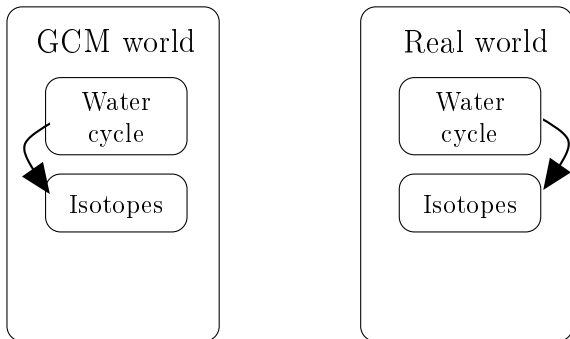 GCM world
Water
cycle
Isotopes
Real world
Water
cycle
Isotopes